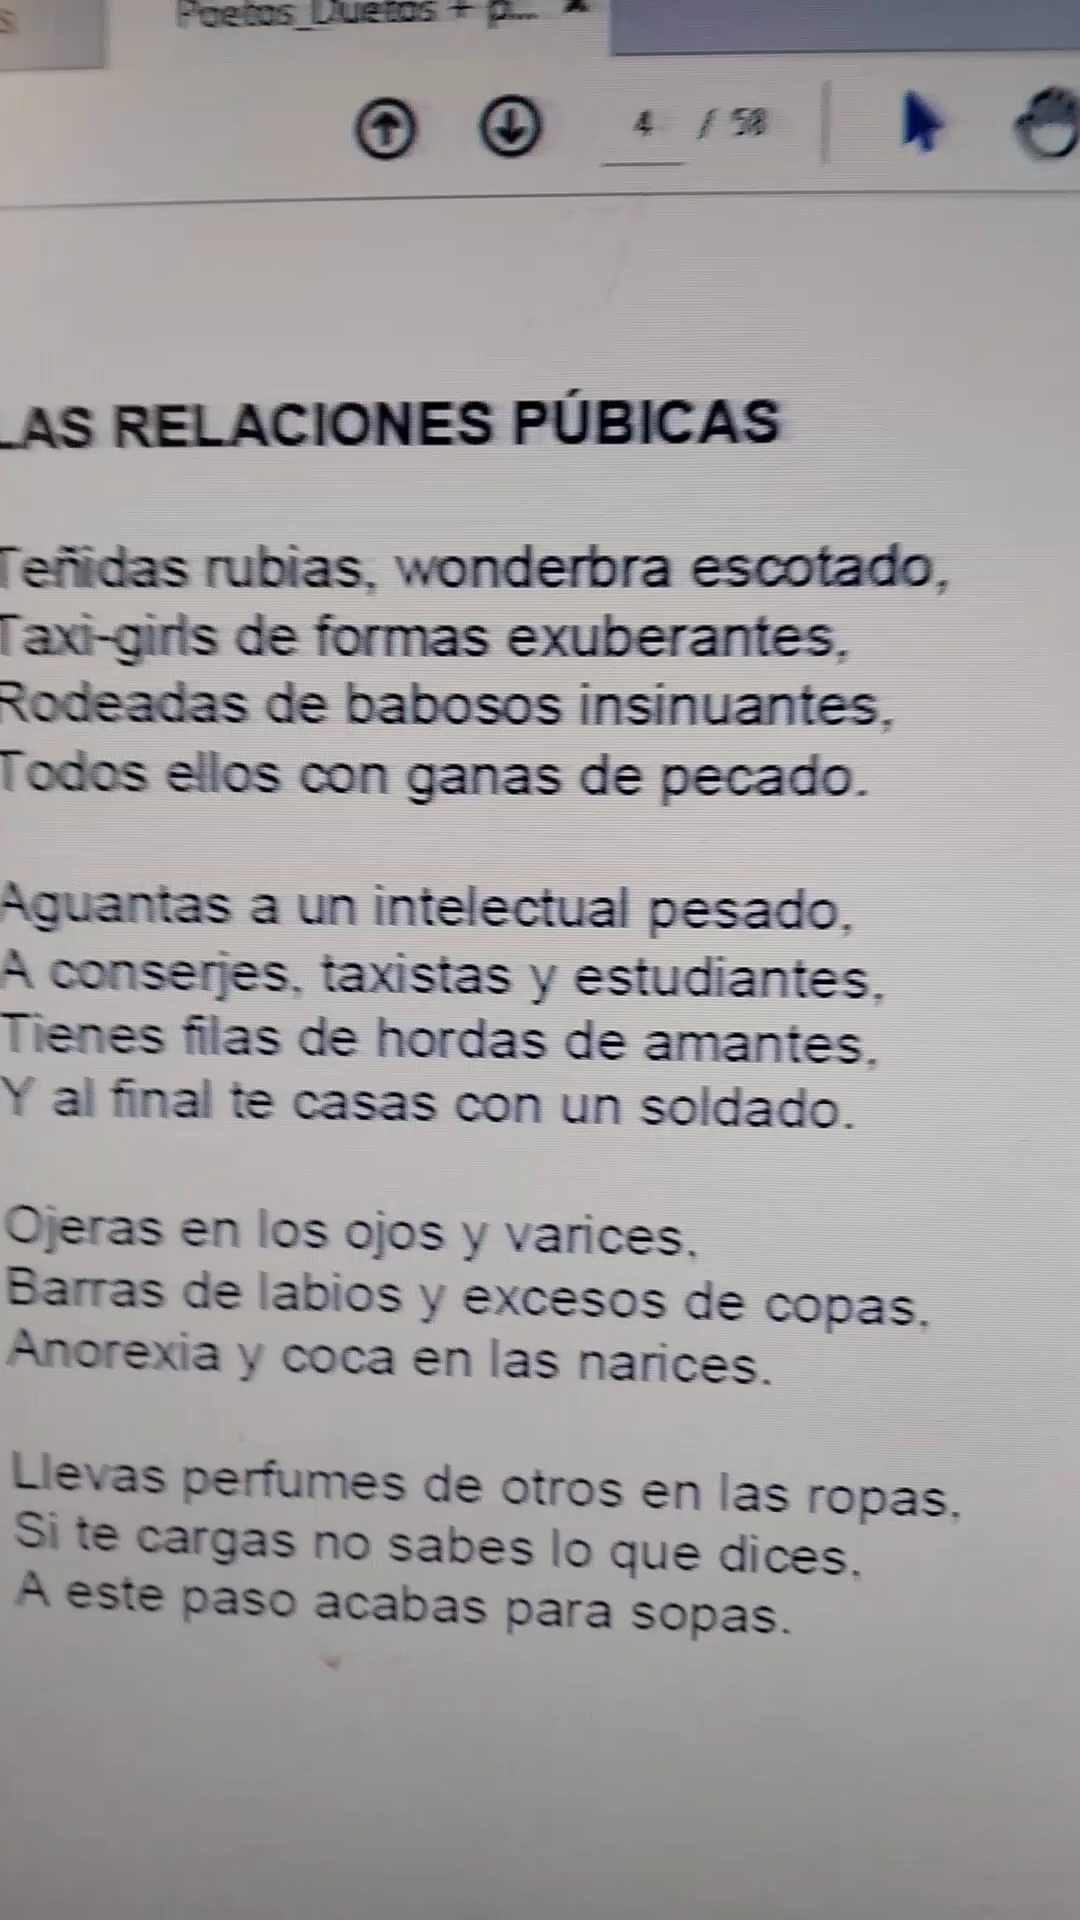 Poetas_Duetos + p...
4 / 50
LAS RELACIONES PÚBICAS
Teñidas rubias, wonderbra escotado,
Taxi-girls de formas exuberantes,
Rodeadas de babosos insinuantes,
Todos ellos con ganas de pecado.
Aguantas a un intelectual pesado,
A conserjes, taxistas y estudiantes,
Tienes filas de hordas de amantes,
Y al final te casas con un soldado.
Ojeras en los ojos y varices,
Barras de labios y excesos de copas,
Anorexia y coca en las narices.
Llevas perfumes de otros en las ropas,
Si te cargas no sabes lo que dices,
A este paso acabas para sopas.